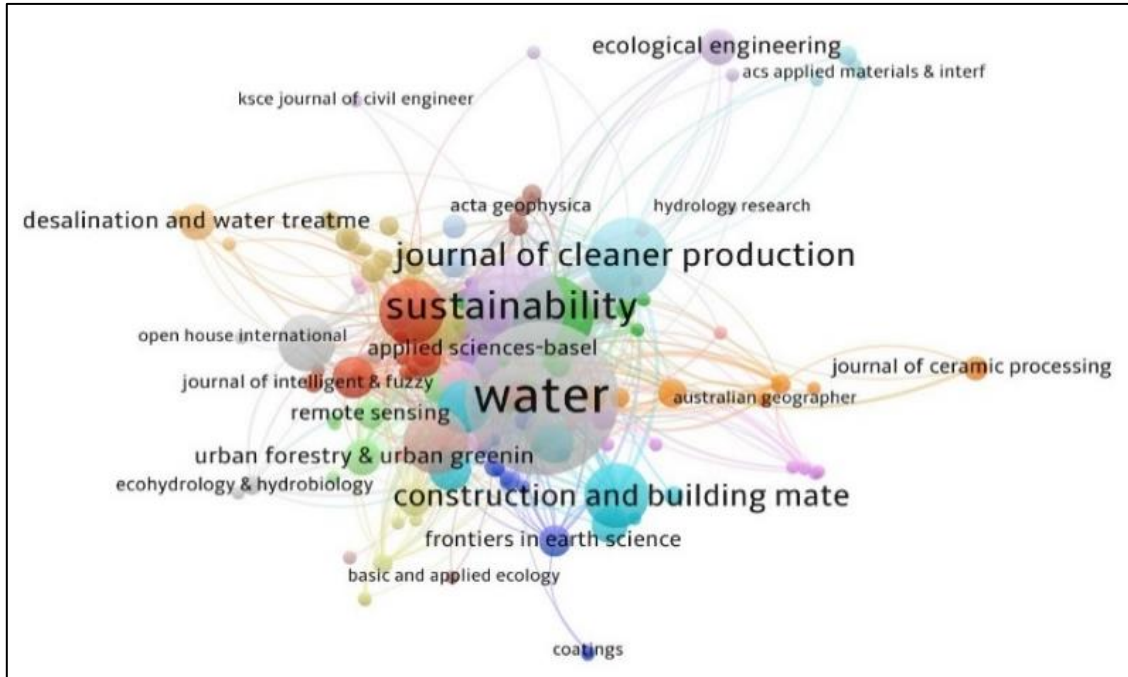 ecological engineering
acs applied materials & interf
ksce journal of civil engineer
acta geophysica
hydrology research
desalination and water treatme
journal of cleaner production
sustainability
open house international
applied sciences-basel
journal of ceramic processing
journal of intelligent & fuzzy
australian geographer
water
remote sensing
urban forestry & urban greenin
ecohydrology & hydrobiology
construction and building mate
frontiers in earth science
basic and applied ecology
coatings